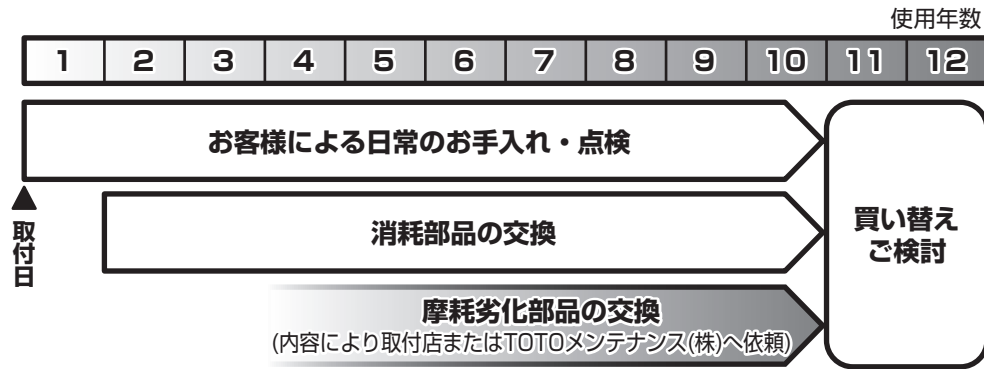 使用年数
1 2 3 4 5 6 7 8 9 10 11 12
お客様による日常のお手入れ・点検
取付日
消耗部品の交換
買い替え
ご検討
摩耗劣化部品の交換
(内容により取付店またはTOTOメンテナンス(株)へ依頼)